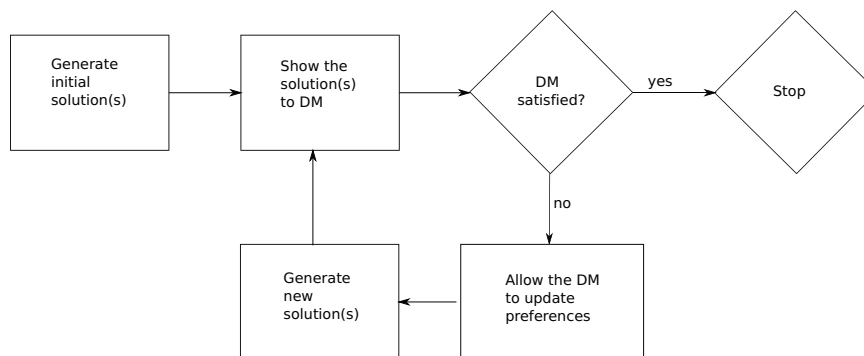 Generate
initial
solution(s)
Show the
solution(s)
to DM
DM
satisfied?
yes
Stop
no
Allow the DM
to update
preferences
Generate
new
solution(s)